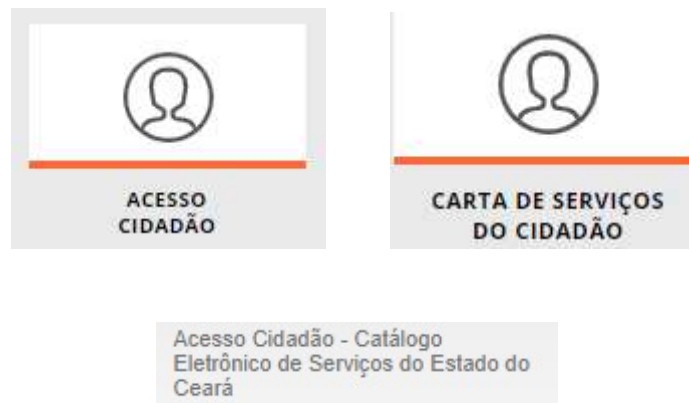 ACESSO
CIDADÃO
CARTA DE SERVIÇOS
DO CIDADÃO
Acesso Cidadão - Catálogo
Eletrônico de Serviços do Estado do
Ceará